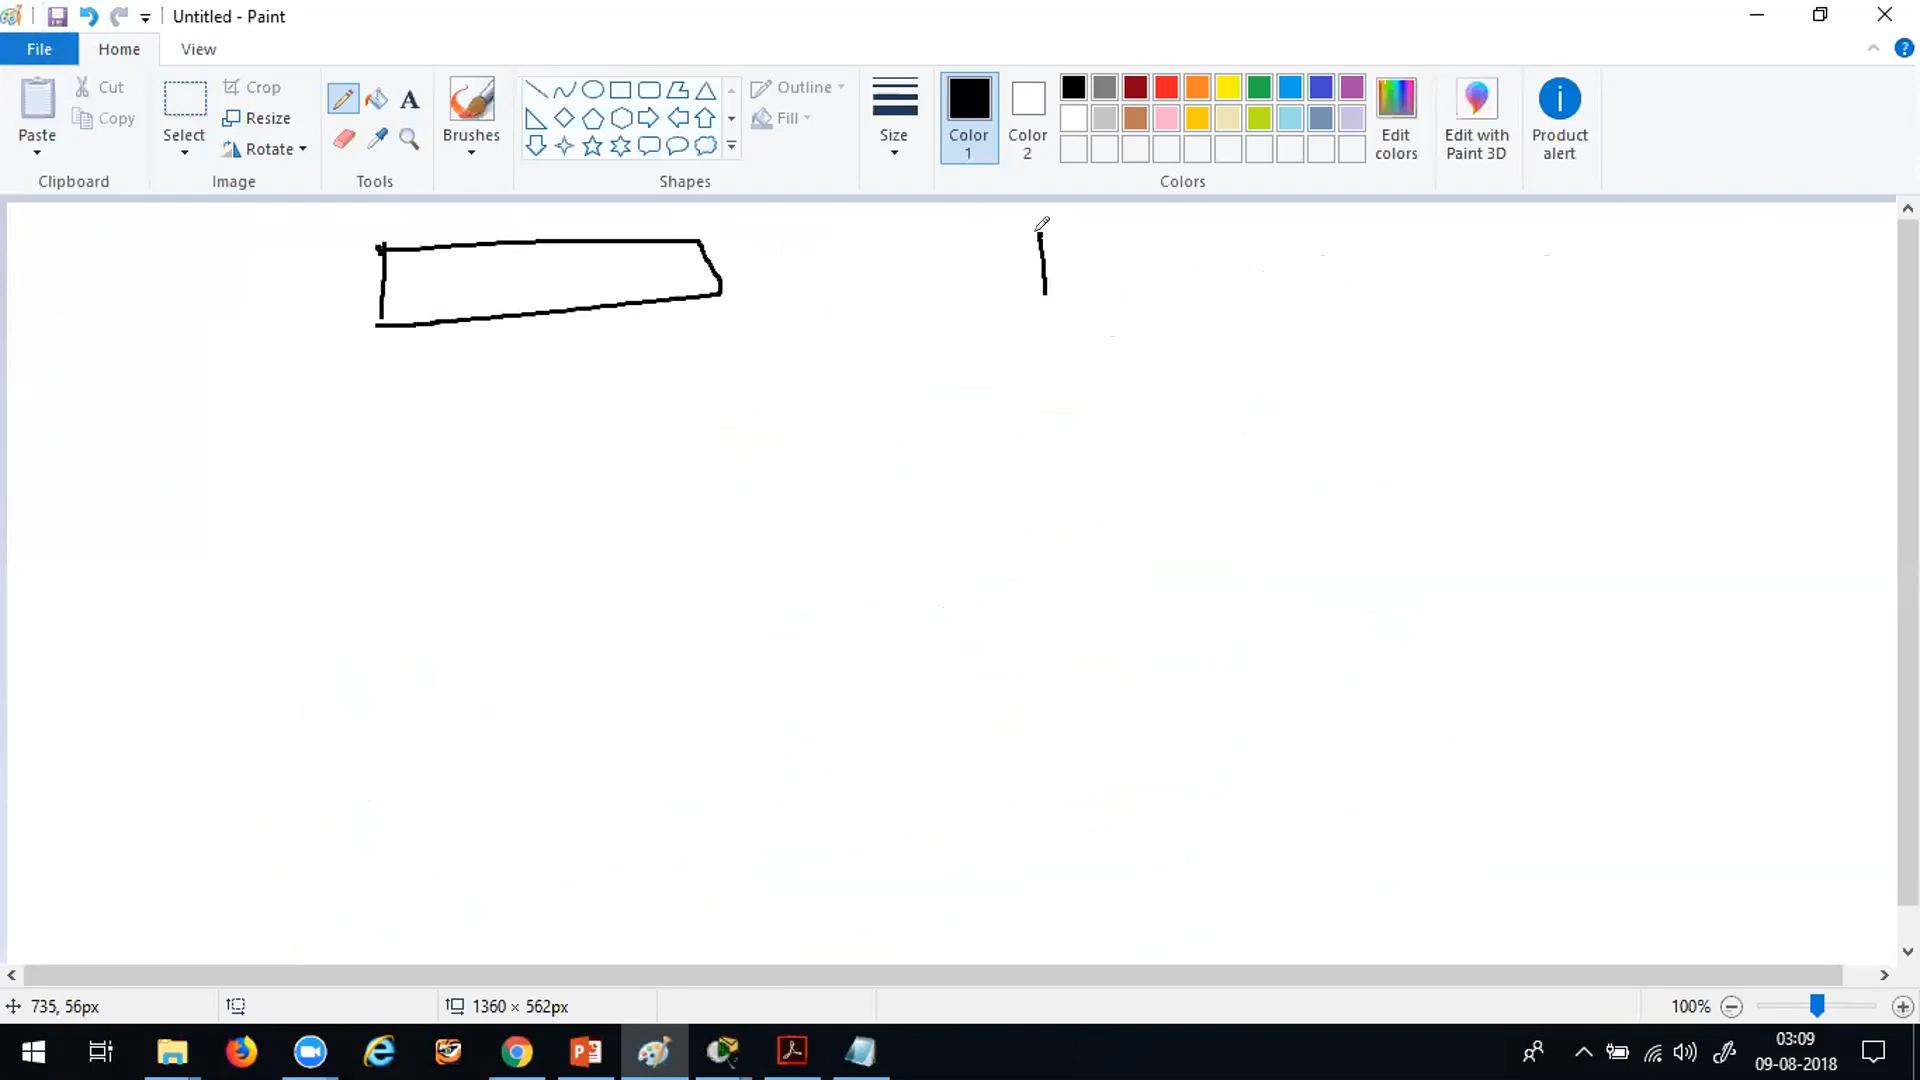 Untitled - Paint
File Home View
Paste
Cut
Copy
Clipboard
Select
Crop
Resize
Rotate
Image
A
Tools
Brushes
Shapes
Outline
Fill
Size
Color 1
Color 2
Edit colors
Colors
Edit with Paint 3D
Product alert
735, 56px
1360 × 562px
100%
03:09
09-08-2018